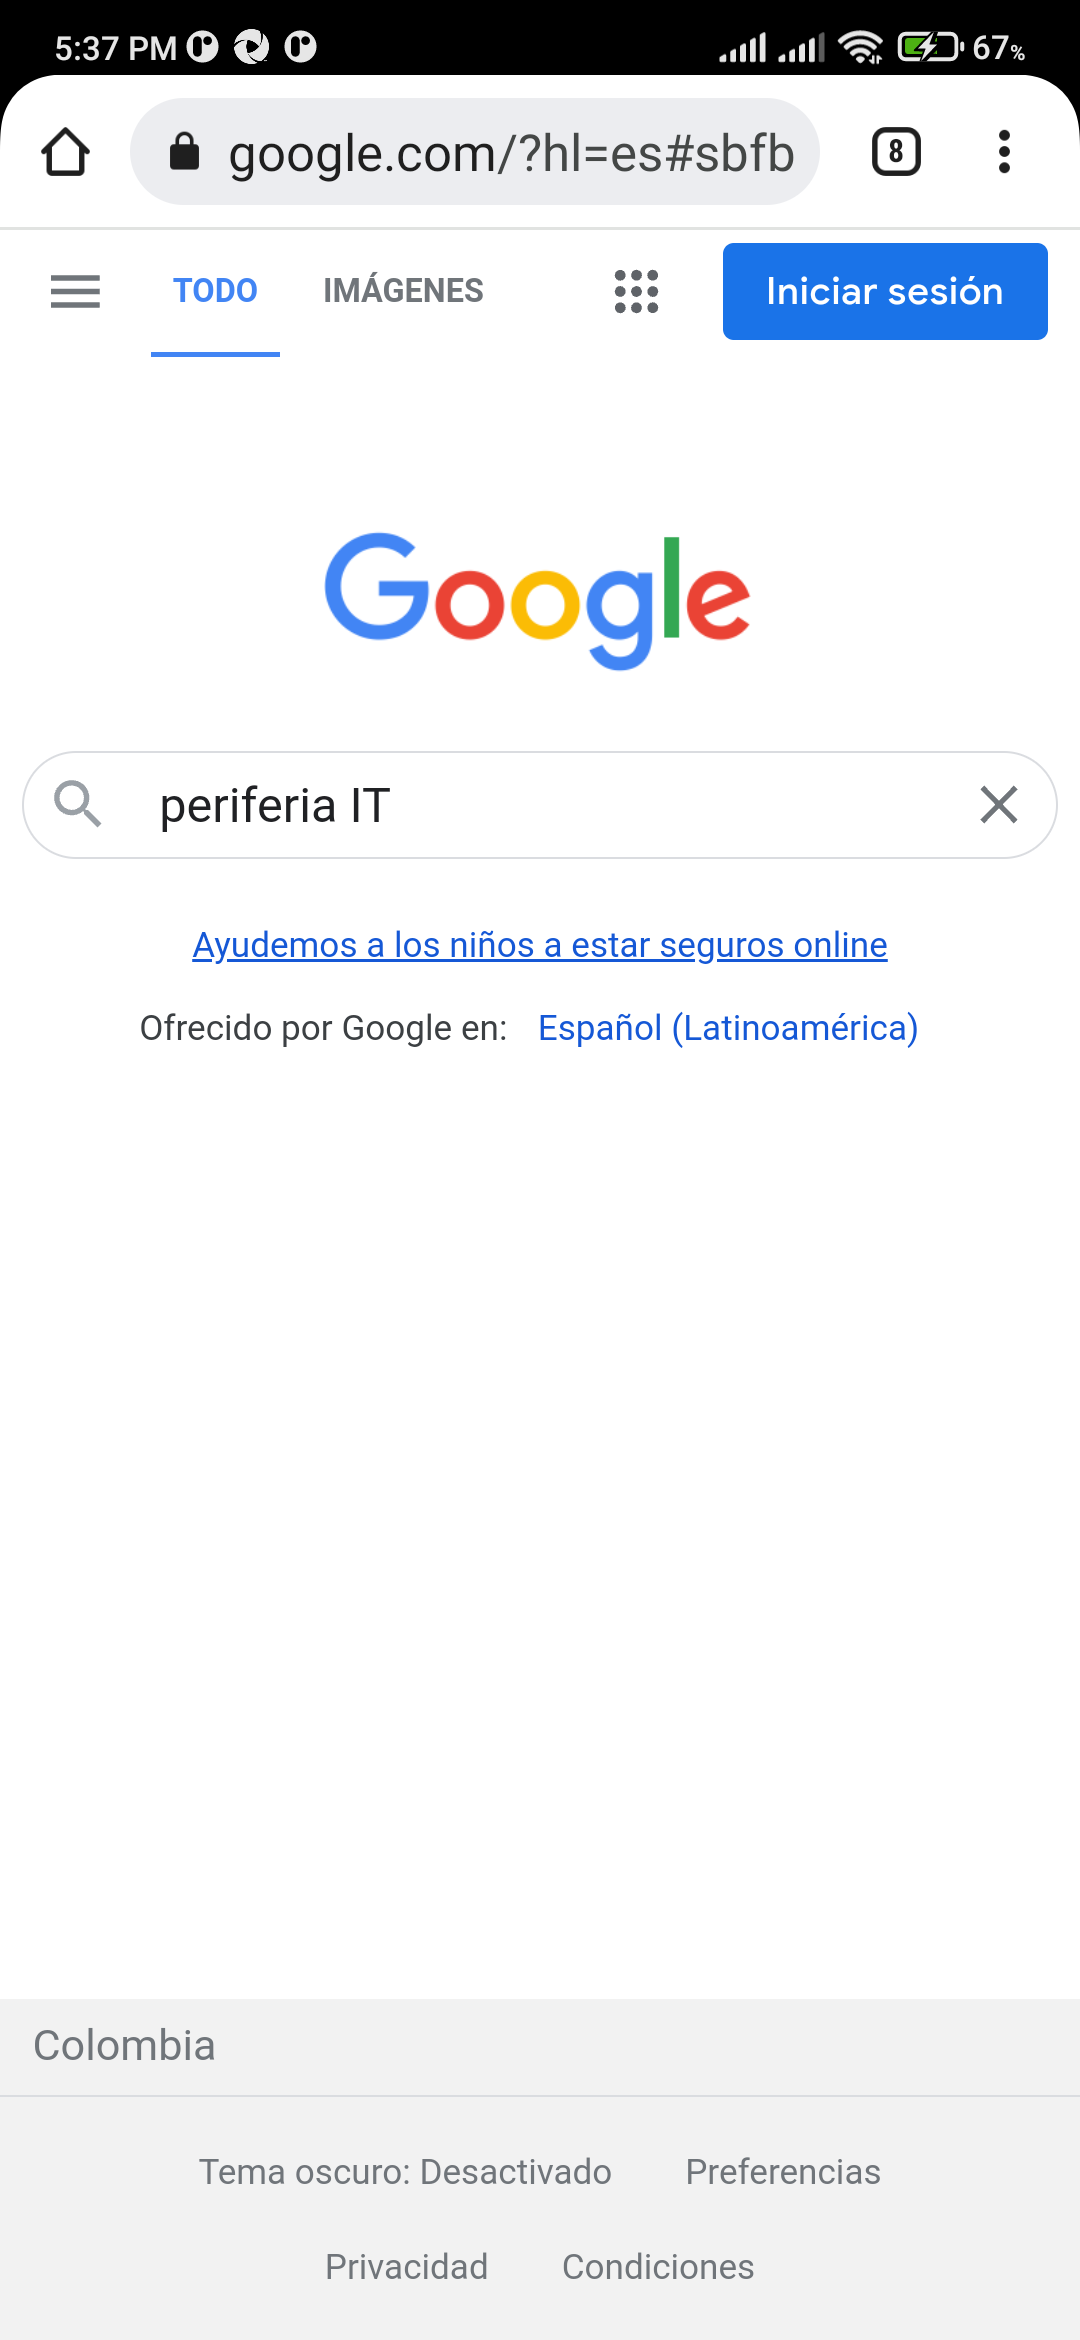 5:37 PM 67%
google.com/?hl=es#sbfb
8
TODO IMÁGENES Iniciar sesión
Google
periferia IT
Ayudemos a los niños a estar seguros online
Ofrecido por Google en: Español (Latinoamérica)
Colombia
Tema oscuro: Desactivado Preferencias
Privacidad Condiciones